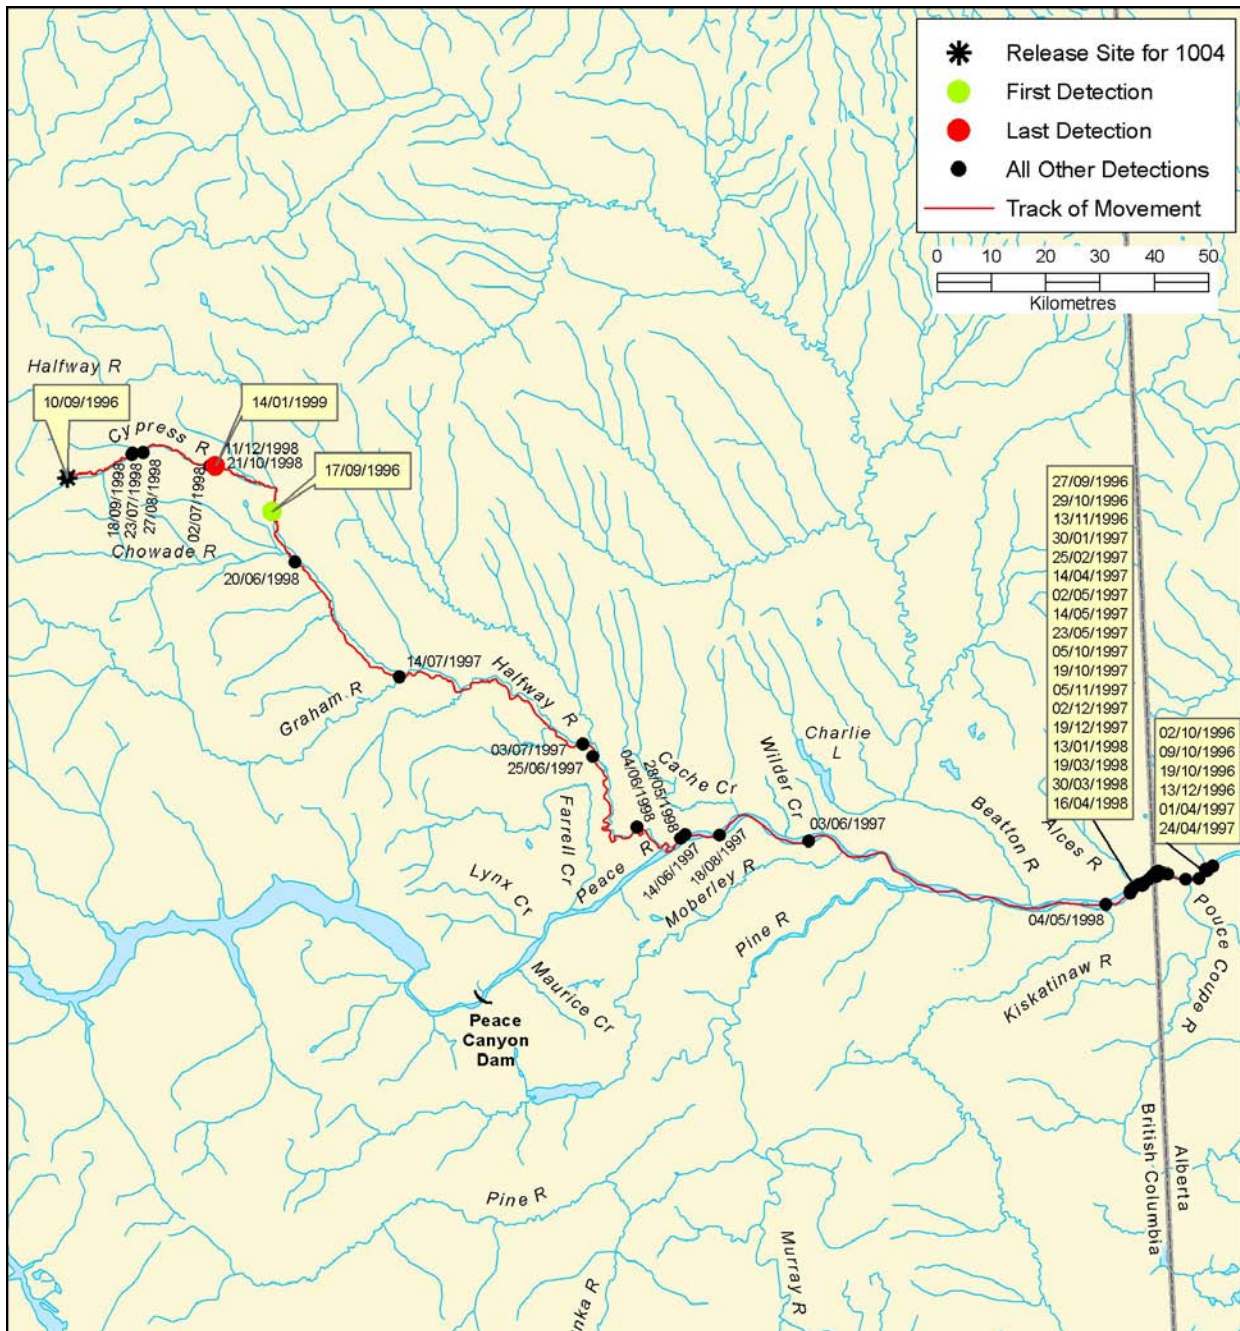 Release Site for 1004
First Detection
Last Detection
All Other Detections
Track of Movement
0 10 20 30 40 50
Kilometres
Halfway R
10/09/1996
14/01/1999
Cypress R
11/12/1998
21/10/1998
17/09/1996
18/09/1998
23/07/1998
27/08/1998
02/07/1998
Chowade R
20/06/1998
27/09/1996
29/10/1996
13/11/1996
30/01/1997
25/02/1997
14/04/1997
02/05/1997
14/05/1997
23/05/1997
05/10/1997
19/10/1997
05/11/1997
02/12/1997
19/12/1997
13/01/1998
19/03/1998
30/03/1998
16/04/1998
14/07/1997
Halfway R
Graham R
02/10/1996
09/10/1996
19/10/1996
13/12/1996
01/04/1997
24/04/1997
03/07/1997
25/06/1997
04/06/1998
28/05/1998
Cache Cr
Wilder Cr
Charlie
L
Farrell Cr
Peace R
14/06/1997
18/08/1997
03/06/1997
Beatton R
Alces R
Lynx Cr
Moberley R
Pine R
04/05/1998
Pouce Coupe R
Kiskatinaw R
Maurice Cr
Peace
Canyon
Dam
British Columbia
Alberta
Pine R
Murray R
nka R